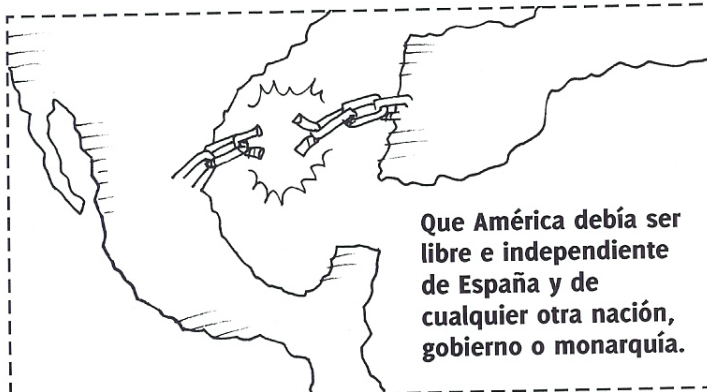 Que América debía ser
libre e independiente
de España y de
cualquier otra nación,
gobierno o monarquía.